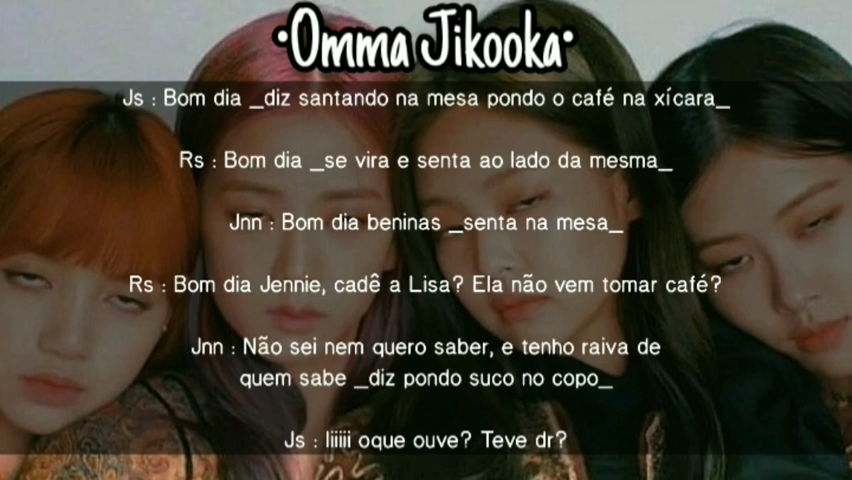 •Omma Jikooka•
Js : Bom dia _diz santando na mesa pondo o café na xícara_
Rs : Bom dia _se vira e senta ao lado da mesma_
Jnn : Bom dia beninas _senta na mesa_
Rs : Bom dia Jennie, cadê a Lisa? Ela não vem tomar café?
Jnn : Não sei nem quero saber, e tenho raiva de
quem sabe _diz pondo suco no copo_
Js : Iiiiii oque ouve? Teve dr?